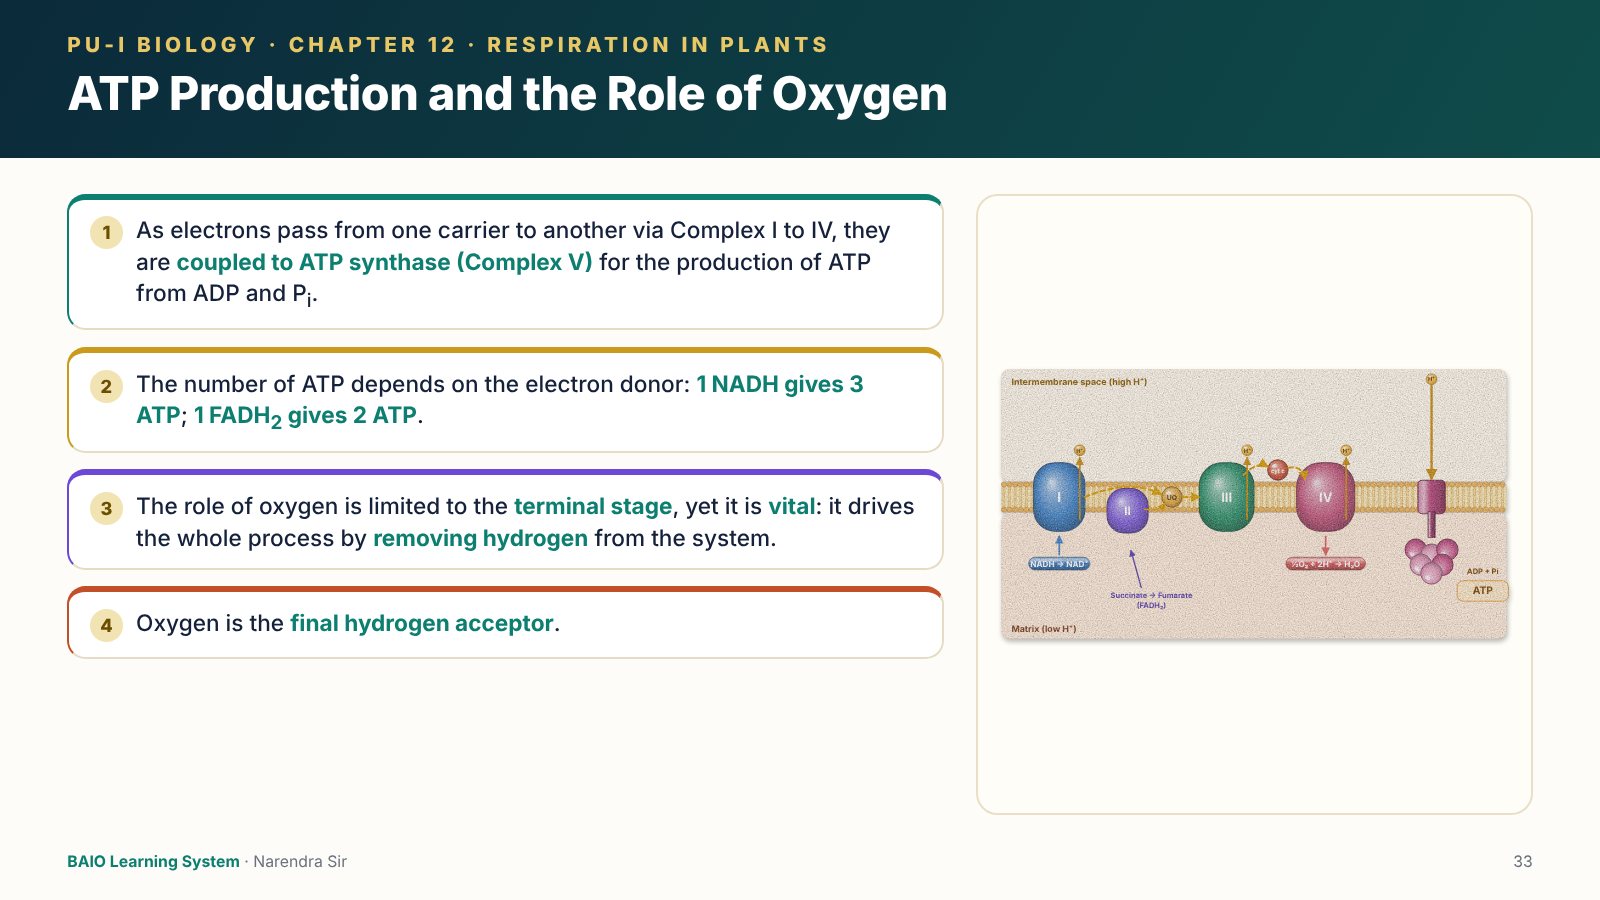 PU-I BIOLOGY · CHAPTER 12 · RESPIRATION IN PLANTS
ATP Production and the Role of Oxygen
1
As electrons pass from one carrier to another via Complex I to IV, they
are coupled to ATP synthase (Complex V) for the production of ATP
from ADP and Pi.
2
The number of ATP depends on the electron donor: 1 NADH gives 3
ATP; 1 FADH₂ gives 2 ATP.
3
The role of oxygen is limited to the terminal stage, yet it is vital: it drives
the whole process by removing hydrogen from the system.
4
Oxygen is the final hydrogen acceptor.
Intermembrane space (high H⁺)
H⁺
H⁺
H⁺
H⁺
cyt c
I
II
UQ
III
IV
NADH → NAD⁺
½O₂ + 2H⁺ → H₂O
Succinate → Fumarate
(FADH₂)
ADP + Pi
ATP
Matrix (low H⁺)
BAIO Learning System · Narendra Sir
33